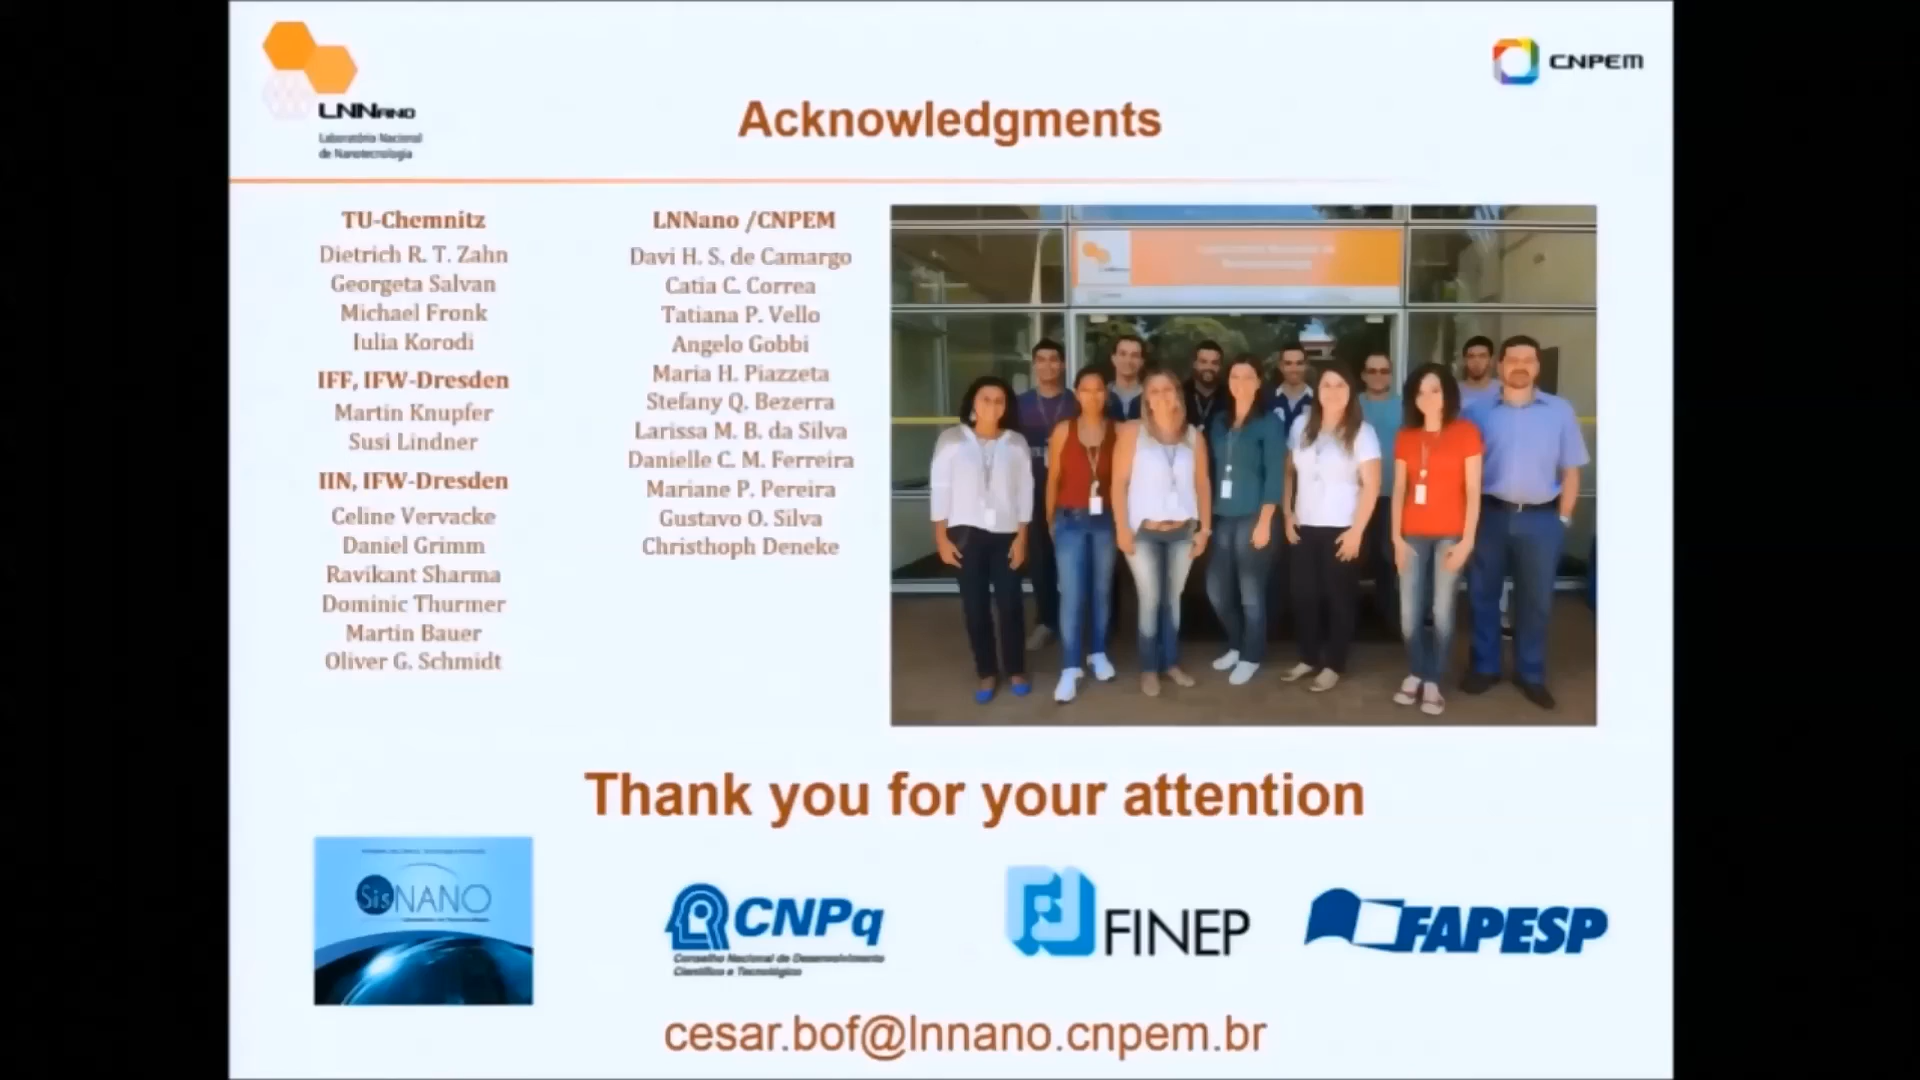 LNNANO
Laboratório Nacional
de Nanotecnologia
CNPEM
Acknowledgments
TU-Chemnitz
Dietrich R. T. Zahn
Georgeta Salvan
Michael Fronk
Iulia Korodi
IFF, IFW-Dresden
Martin Knupfer
Susi Lindner
IIN, IFW-Dresden
Celine Vervacke
Daniel Grimm
Ravikant Sharma
Dominic Thurmer
Martin Bauer
Oliver G. Schmidt
LNNano /CNPEM
Davi H. S. de Camargo
Catia C. Correa
Tatiana P. Vello
Angelo Gobbi
Maria H. Piazzeta
Stefany Q. Bezerra
Larissa M. B. da Silva
Danielle C. M. Ferreira
Mariane P. Pereira
Gustavo O. Silva
Christhoph Deneke
Thank you for your attention
SisNANO
CNPq
Conselho Nacional de Desenvolvimento
Científico e Tecnológico
FINEP
FAPESP
cesar.bof@lnnano.cnpem.br